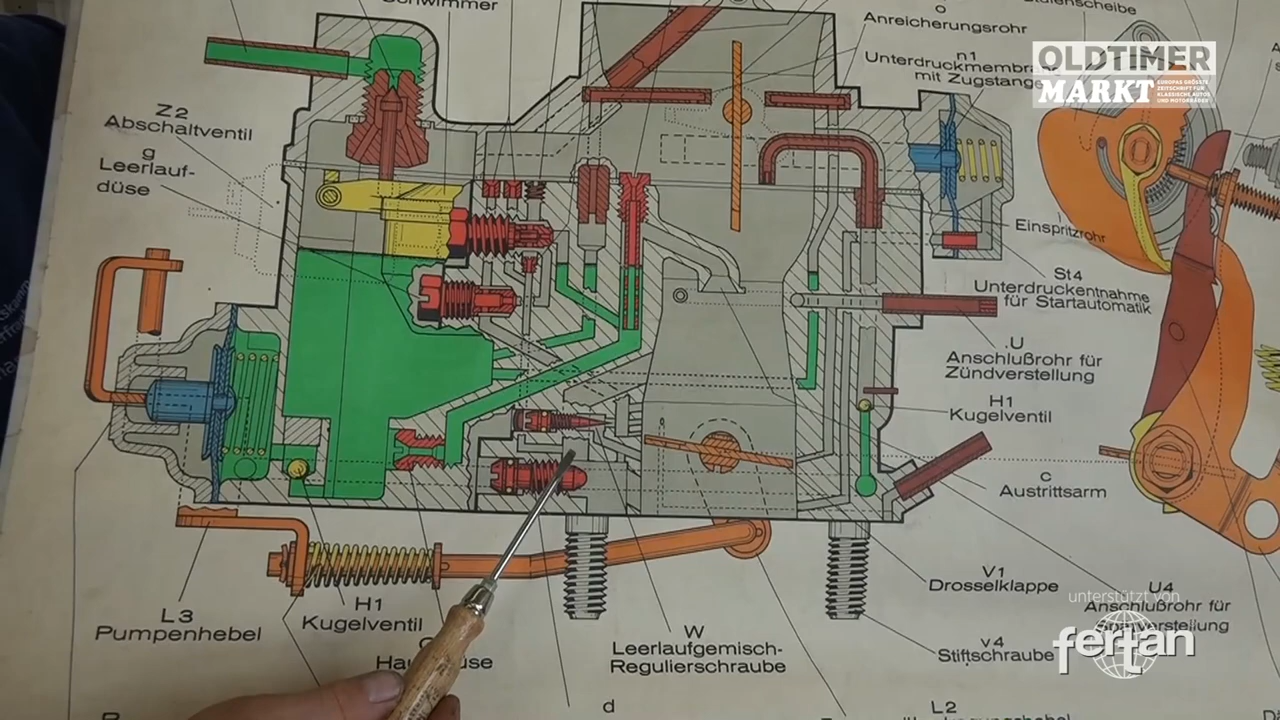 Schwimmer
o
Anreicherungsrohr
n1
Unterdruckmembran
mit Zugstange
OLDTIMER
MARKT
EUROPAS GRÖSSTE
ZEITSCHRIFT FÜR
KLASSISCHE AUTOS
UND MOTORRÄDER
Z2
Abschaltventil
g
Leerlauf-
düse
Einspritzrohr
St4
Unterdruckentnahme
für Startautomatik
U
Anschlußrohr für
Zündverstellung
H1
Kugelventil
c
Austrittsarm
V1
Drosselklappe
U4
Anschlußrohr für
v4
Stiftschraube
unterstützt von
fertan
L3
Pumpenhebel
H1
Kugelventil
W
Leerlaufgemisch-
Regulierschraube
d
L2